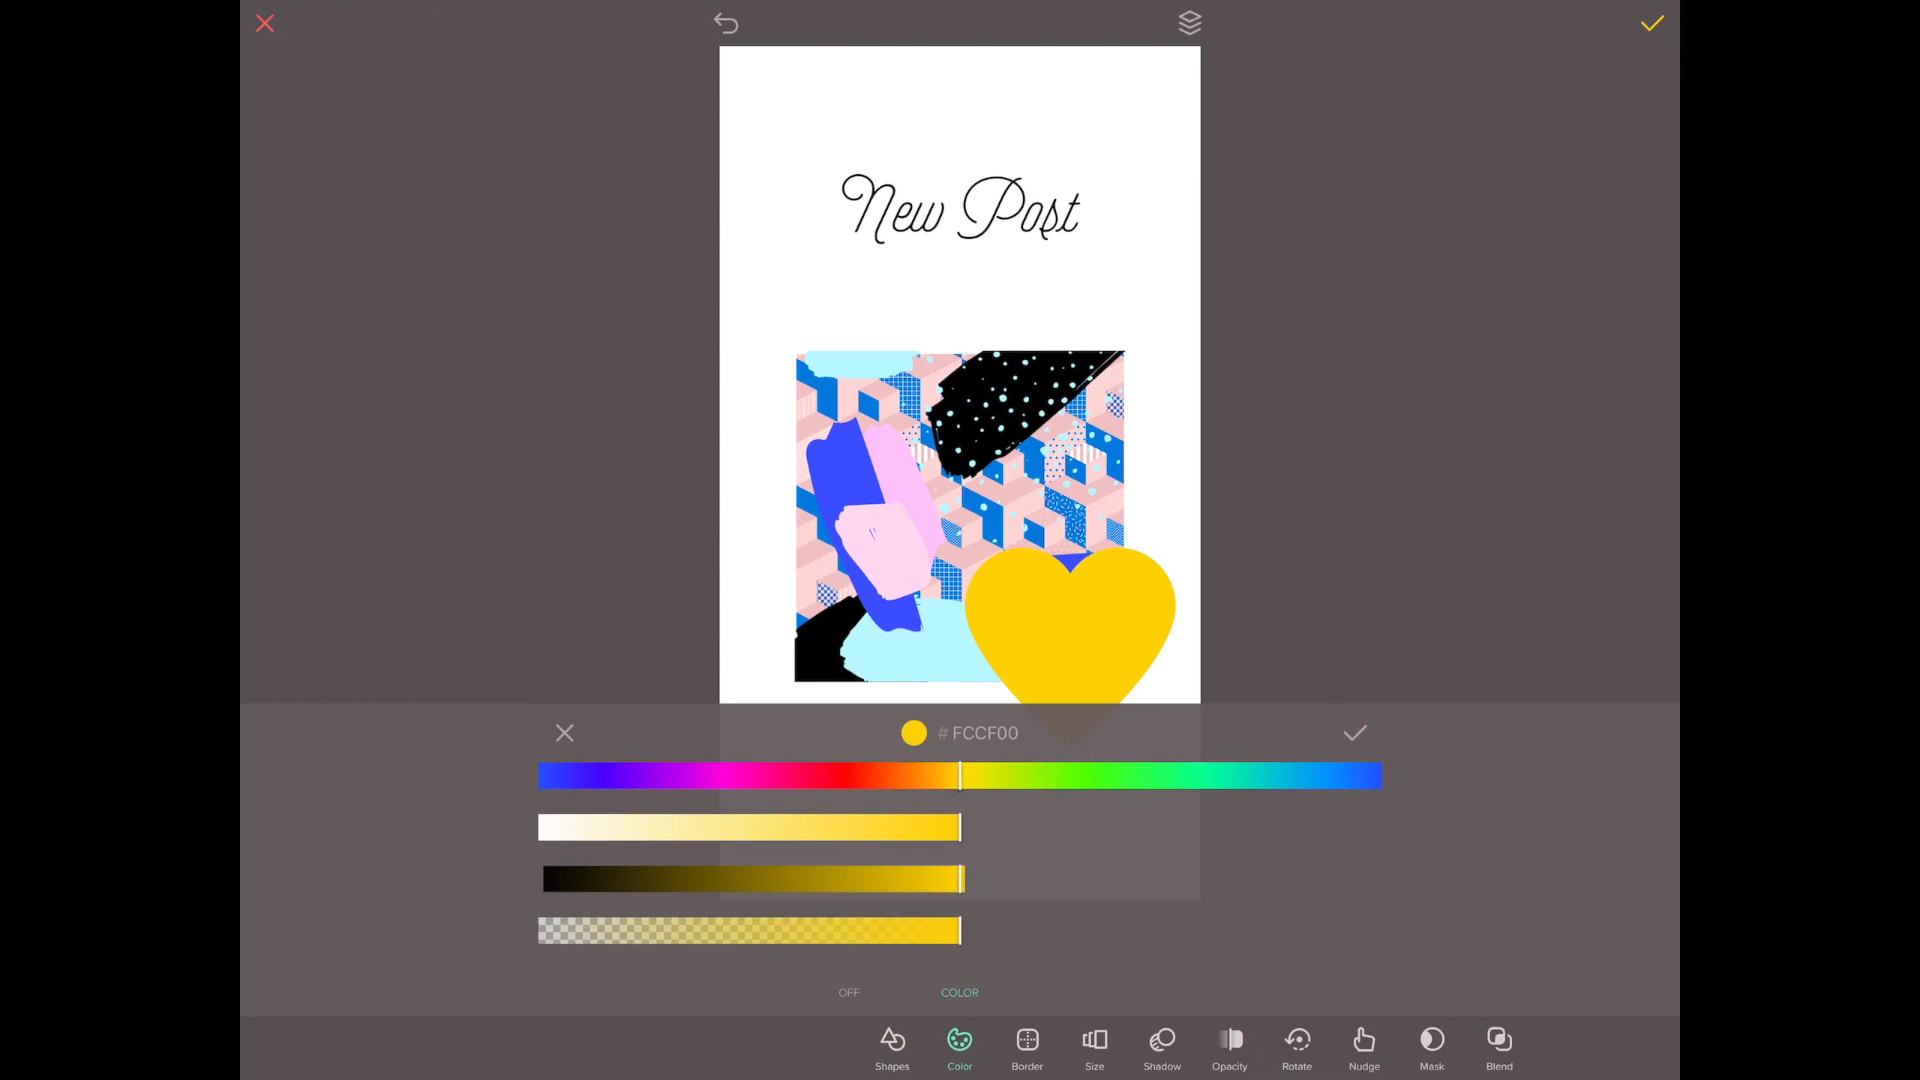 New Post
# FCCF00
OFF COLOR
Shapes Color Border Size Shadow Opacity Rotate Nudge Mask Blend